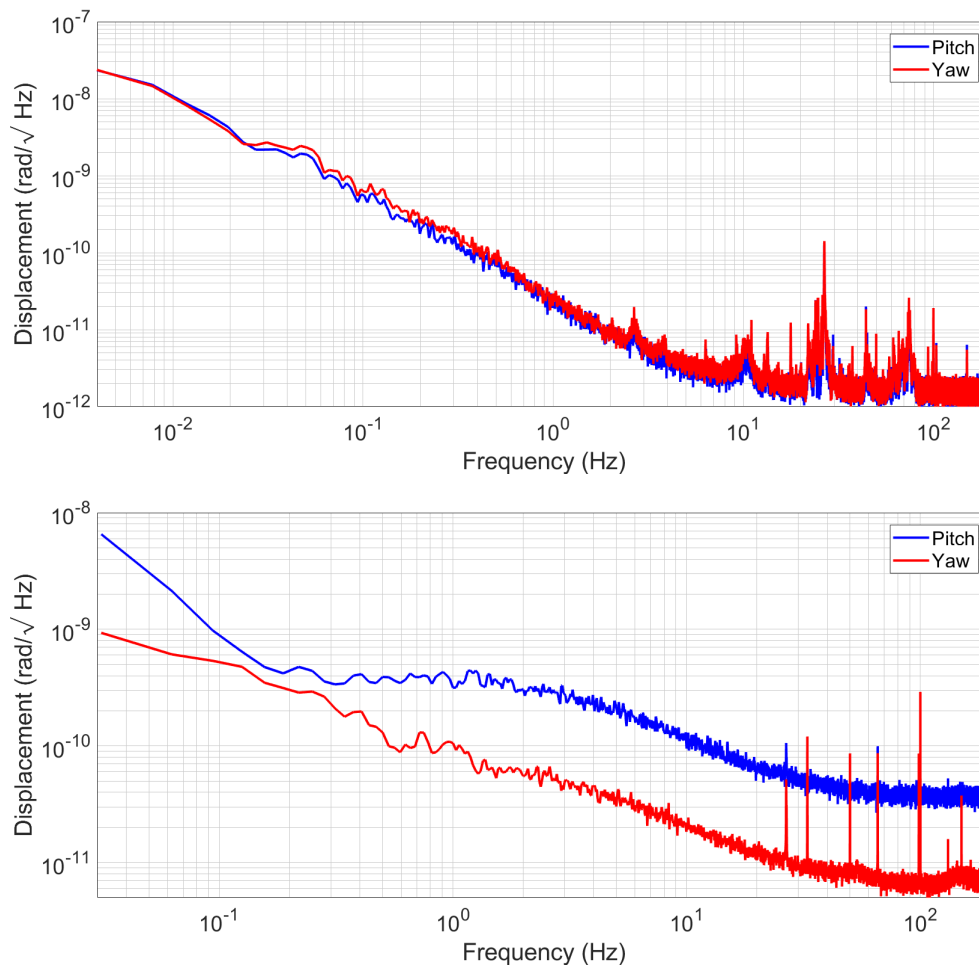 10^-7
10^-8
10^-9
10^-10
10^-11
10^-12
Displacement (rad/√ Hz)
Pitch
Yaw
10^-2 10^-1 10^0 10^1 10^2
Frequency (Hz)
10^-8
10^-9
10^-10
10^-11
Displacement (rad/√ Hz)
Pitch
Yaw
10^-1 10^0 10^1 10^2
Frequency (Hz)